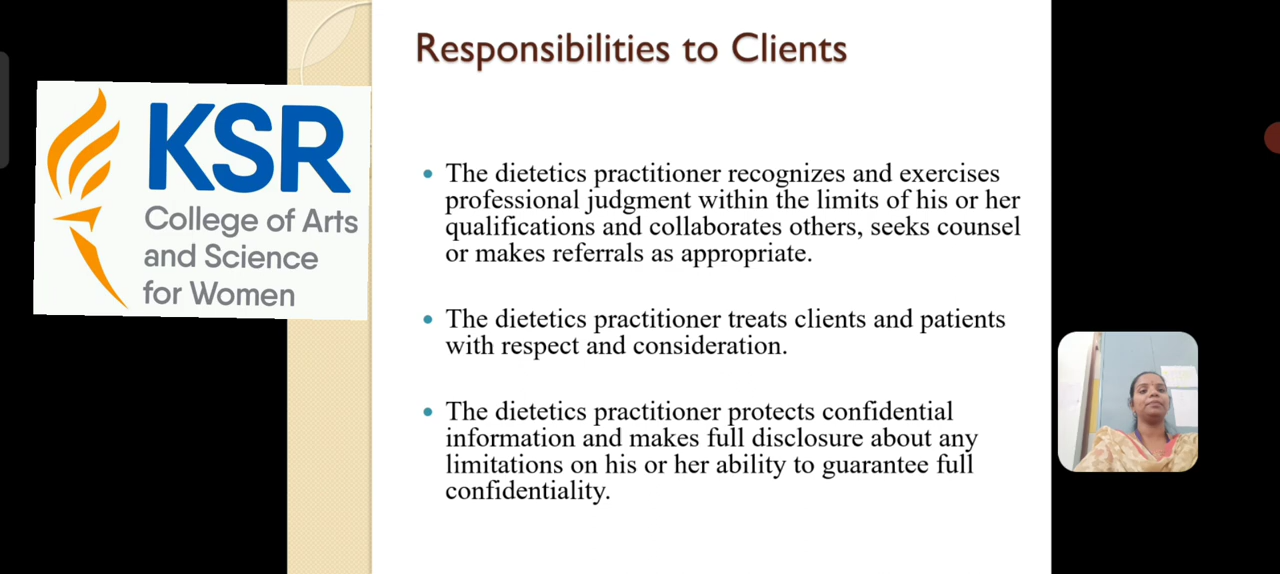 Responsibilities to Clients
KSR
College of Arts
and Science
for Women
• The dietetics practitioner recognizes and exercises
professional judgment within the limits of his or her
qualifications and collaborates others, seeks counsel
or makes referrals as appropriate.
• The dietetics practitioner treats clients and patients
with respect and consideration.
• The dietetics practitioner protects confidential
information and makes full disclosure about any
limitations on his or her ability to guarantee full
confidentiality.